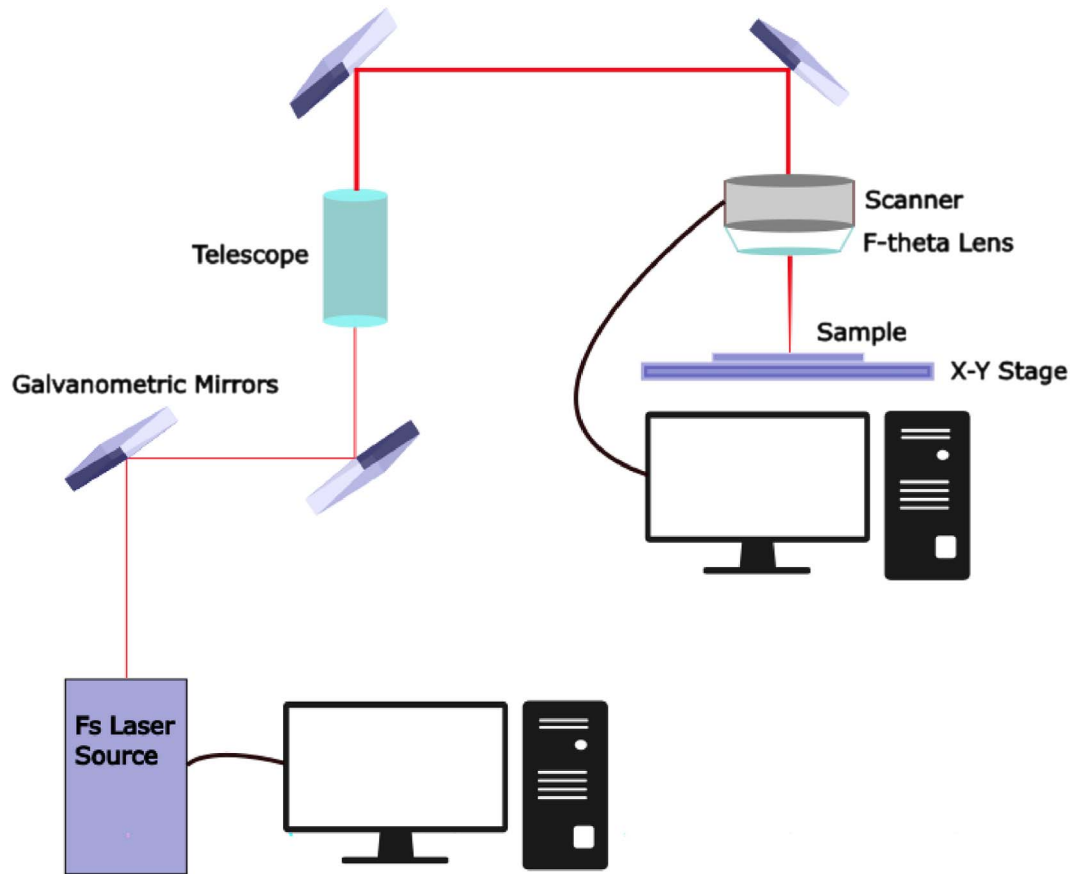 Scanner
F-theta Lens
Telescope
Sample
X-Y Stage
Galvanometric Mirrors
Fs Laser
Source